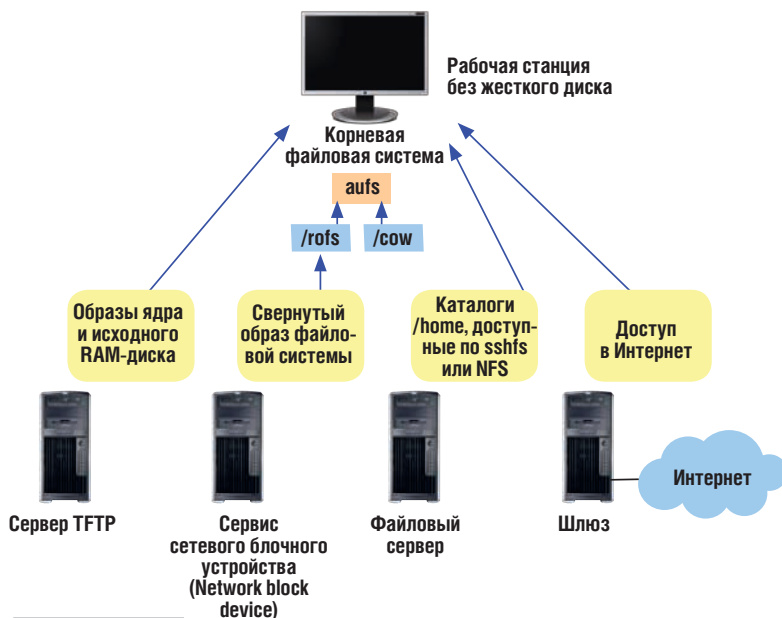 Рабочая станция
без жесткого диска
Корневая
файловая система
aufs
/rofs
/cow
Образы ядра
и исходного
RAM-диска
Свернутый
образ файло-
вой системы
Каталоги
/home, доступ-
ные по sshfs
или NFS
Доступ
в Интернет
Интернет
Сервер TFTP
Сервис
сетевого блочного
устройства
(Network block
device)
Файловый
сервер
Шлюз